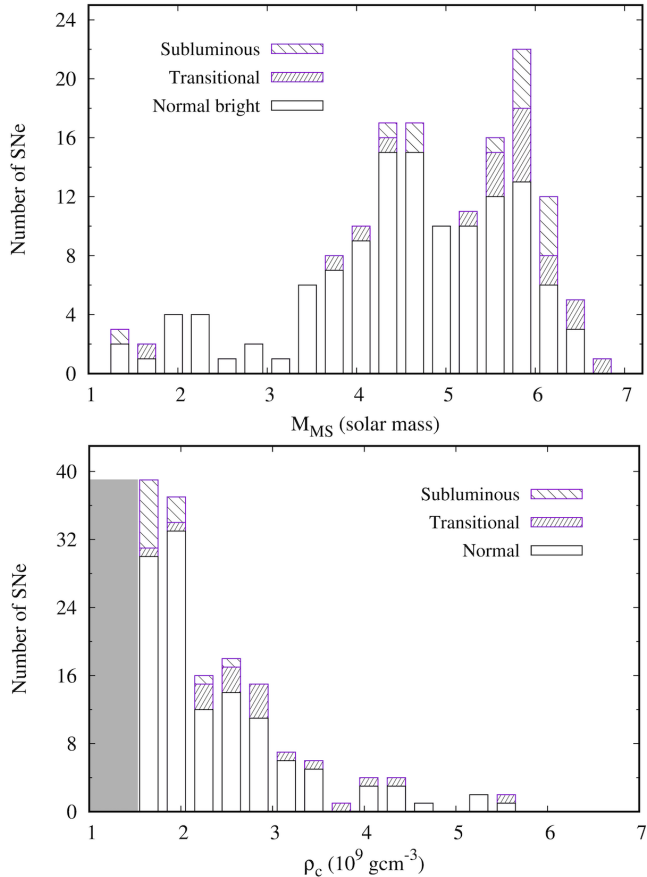 24
20
16
12
8
4
0
Number of SNe
Subluminous
Transitional
Normal bright
1 2 3 4 5 6 7
M_MS (solar mass)
40
32
24
16
8
0
Number of SNe
Subluminous
Transitional
Normal
1 2 3 4 5 6 7
ρ_c (10^9 gcm^-3)